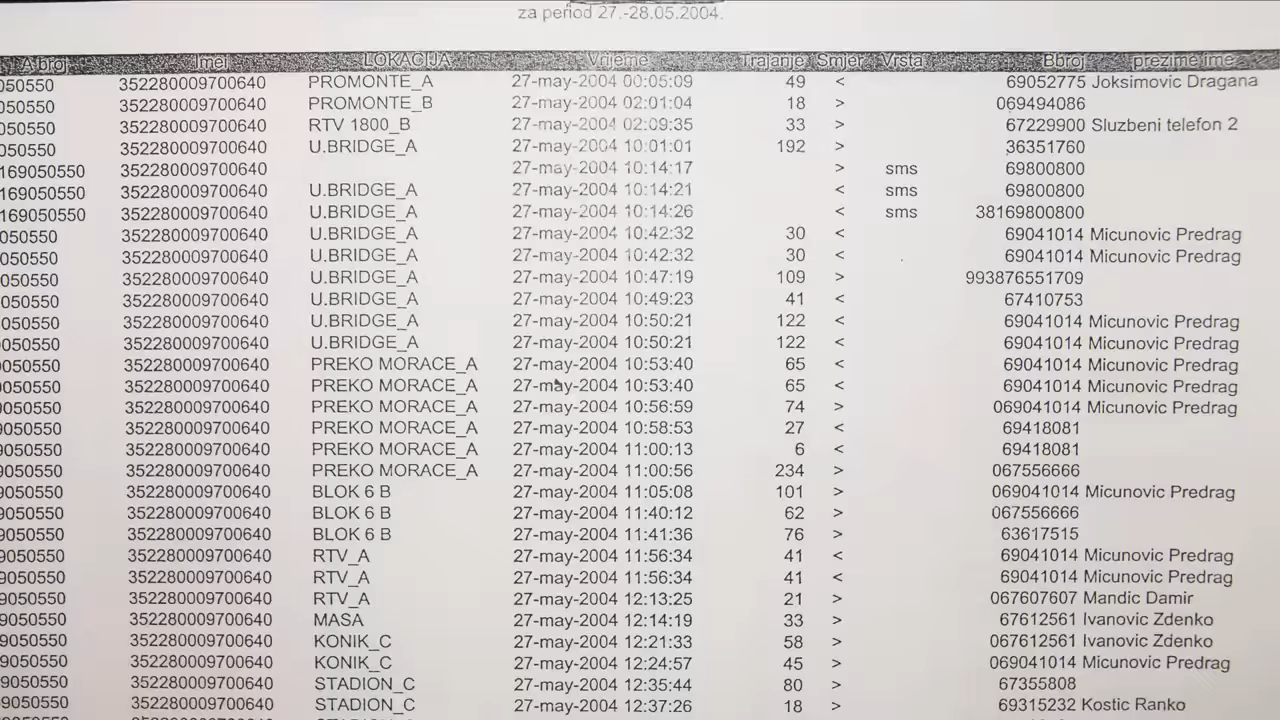 za period 27.-28.05.2004.
A broj Imei LOKACIJA Vrijeme Trajanje Smjer Vrsta Bbroj prezime ime
050550 352280009700640 PROMONTE_A 27-may-2004 00:05:09 49 < 69052775 Joksimovic Dragana
050550 352280009700640 PROMONTE_B 27-may-2004 02:01:04 18 > 069494086
050550 352280009700640 RTV 1800_B 27-may-2004 02:09:35 33 > 67229900 Sluzbeni telefon 2
050550 352280009700640 U.BRIDGE_A 27-may-2004 10:01:01 192 > 36351760
169050550 352280009700640 27-may-2004 10:14:17 > sms 69800800
169050550 352280009700640 U.BRIDGE_A 27-may-2004 10:14:21 < sms 69800800
169050550 352280009700640 U.BRIDGE_A 27-may-2004 10:14:26 < sms 38169800800
050550 352280009700640 U.BRIDGE_A 27-may-2004 10:42:32 30 < 69041014 Micunovic Predrag
050550 352280009700640 U.BRIDGE_A 27-may-2004 10:42:32 30 < 69041014 Micunovic Predrag
050550 352280009700640 U.BRIDGE_A 27-may-2004 10:47:19 109 > 993876551709
050550 352280009700640 U.BRIDGE_A 27-may-2004 10:49:23 41 < 67410753
050550 352280009700640 U.BRIDGE_A 27-may-2004 10:50:21 122 < 69041014 Micunovic Predrag
050550 352280009700640 U.BRIDGE_A 27-may-2004 10:50:21 122 < 69041014 Micunovic Predrag
9050550 352280009700640 PREKO MORACE_A 27-may-2004 10:53:40 65 < 69041014 Micunovic Predrag
9050550 352280009700640 PREKO MORACE_A 27-may-2004 10:53:40 65 < 69041014 Micunovic Predrag
9050550 352280009700640 PREKO MORACE_A 27-may-2004 10:56:59 74 > 069041014 Micunovic Predrag
9050550 352280009700640 PREKO MORACE_A 27-may-2004 10:58:53 27 < 69418081
9050550 352280009700640 PREKO MORACE_A 27-may-2004 11:00:13 6 < 69418081
9050550 352280009700640 PREKO MORACE_A 27-may-2004 11:00:56 234 > 067556666
9050550 352280009700640 BLOK 6 B 27-may-2004 11:05:08 101 > 069041014 Micunovic Predrag
9050550 352280009700640 BLOK 6 B 27-may-2004 11:40:12 62 > 067556666
9050550 352280009700640 BLOK 6 B 27-may-2004 11:41:36 76 > 63617515
9050550 352280009700640 RTV_A 27-may-2004 11:56:34 41 < 69041014 Micunovic Predrag
9050550 352280009700640 RTV_A 27-may-2004 11:56:34 41 < 69041014 Micunovic Predrag
9050550 352280009700640 RTV_A 27-may-2004 12:13:25 21 > 067607607 Mandic Damir
9050550 352280009700640 MASA 27-may-2004 12:14:19 33 > 67612561 Ivanovic Zdenko
9050550 352280009700640 KONIK_C 27-may-2004 12:21:33 58 > 067612561 Ivanovic Zdenko
9050550 352280009700640 KONIK_C 27-may-2004 12:24:57 45 > 069041014 Micunovic Predrag
9050550 352280009700640 STADION_C 27-may-2004 12:35:44 80 > 67355808
9050550 352280009700640 STADION_C 27-may-2004 12:37:26 18 > 69315232 Kostic Ranko